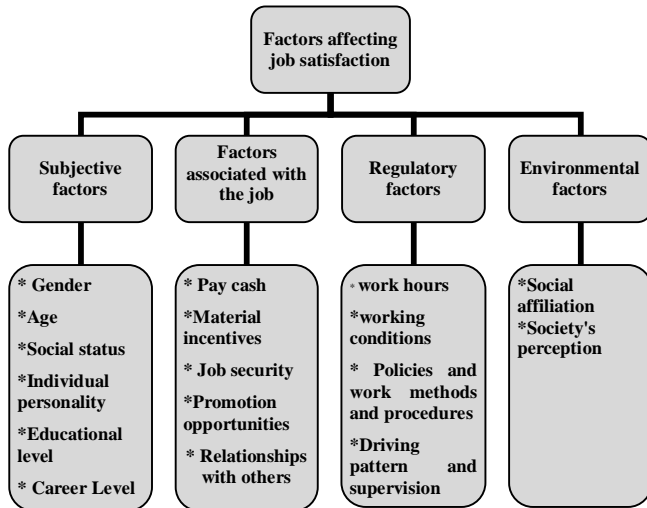 Factors affecting
job satisfaction
Subjective
factors
Factors
associated with
the job
Regulatory
factors
Environmental
factors
* Gender
*Age
*Social status
*Individual
personality
*Educational
level
* Career Level
* Pay cash
*Material
incentives
* Job security
*Promotion
opportunities
* Relationships
with others
* work hours
*working
conditions
* Policies and
work methods
and procedures
*Driving
pattern and
supervision
*Social
affiliation
*Society's
perception